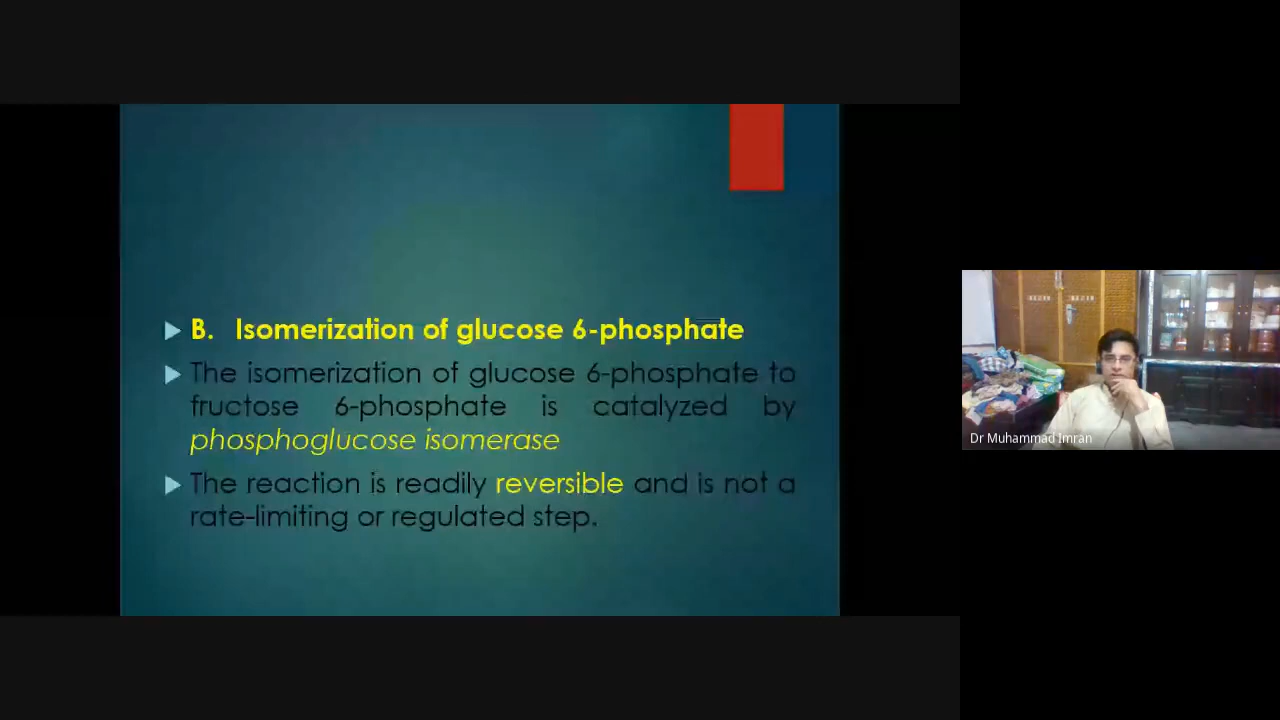 B. Isomerization of glucose 6-phosphate
The isomerization of glucose 6-phosphate to
fructose 6-phosphate is catalyzed by
phosphoglucose isomerase
The reaction is readily reversible and is not a
rate-limiting or regulated step.
Dr Muhammad Imran